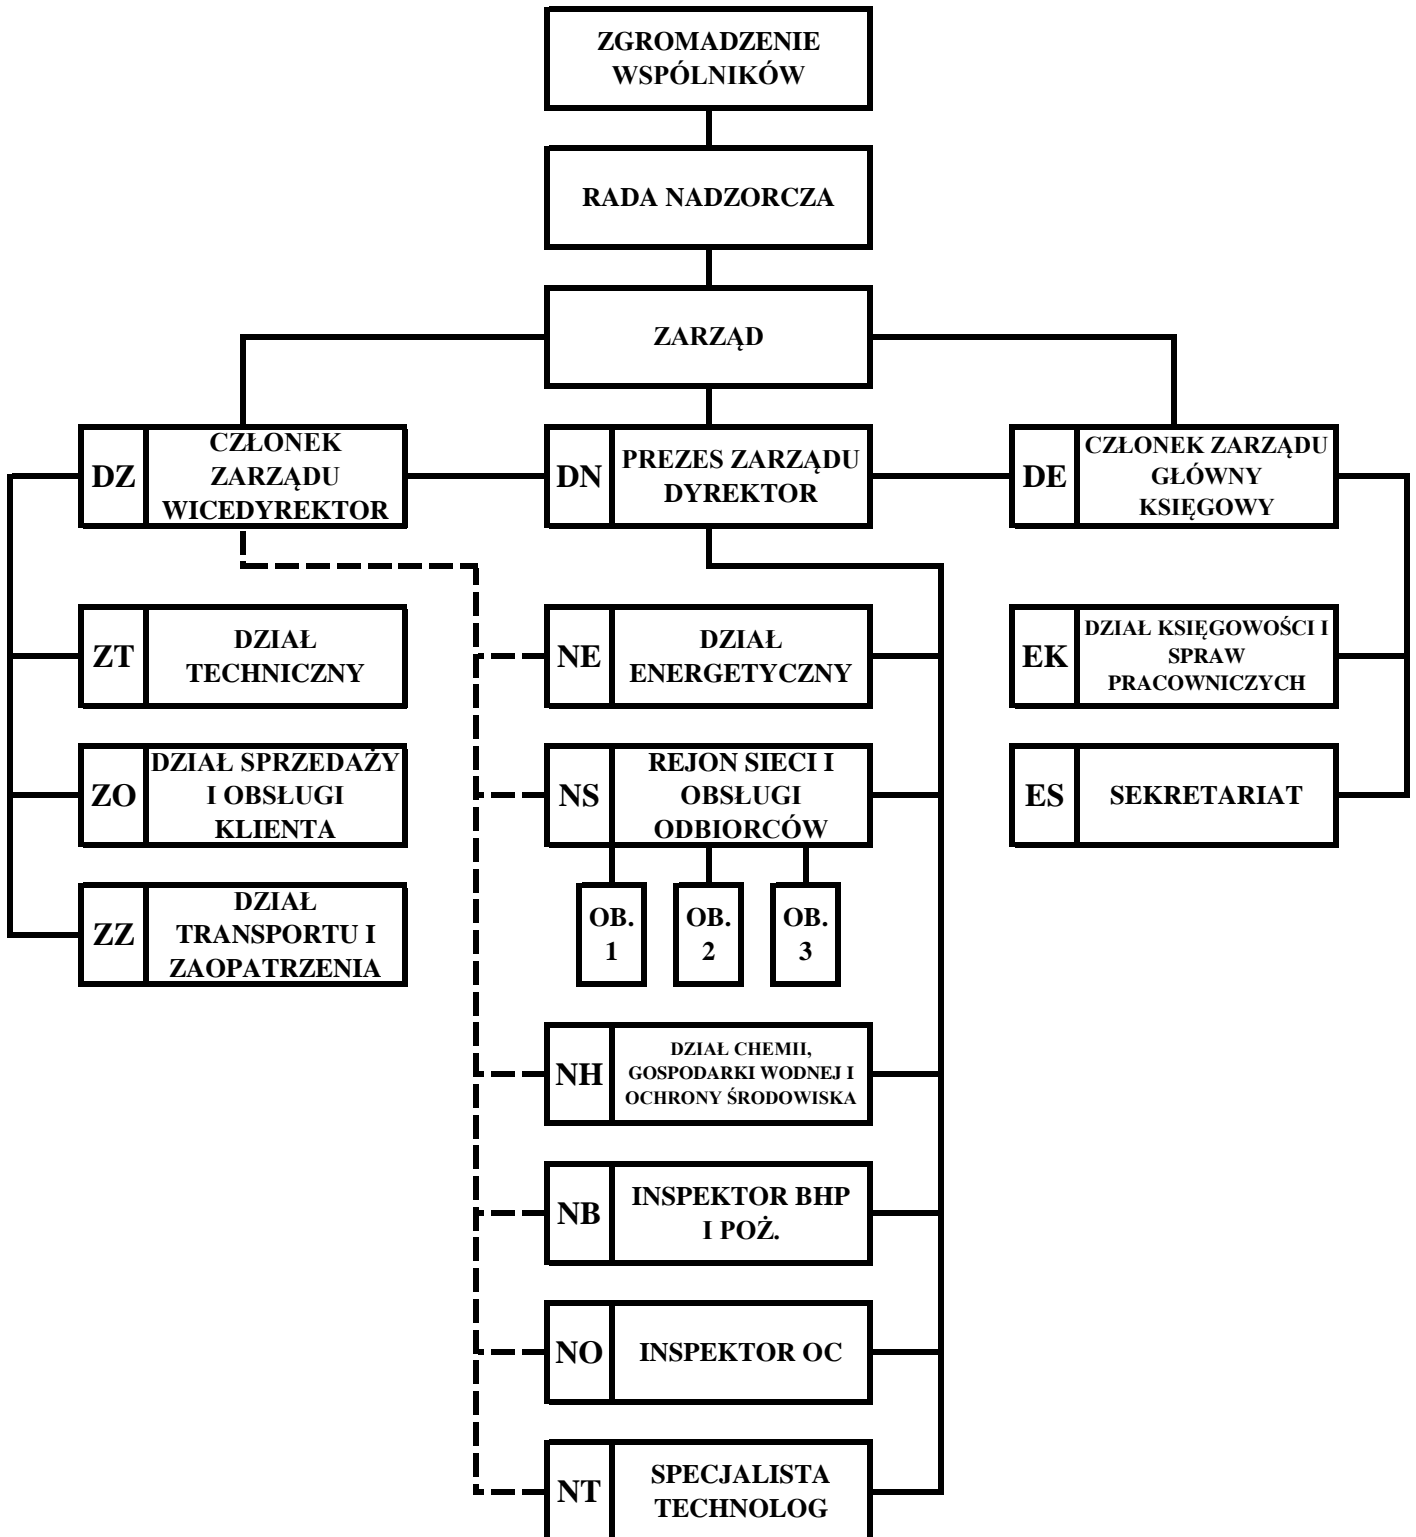 ZGROMADZENIE
WSPÓLNIKÓW
RADA NADZORCZA
ZARZĄD
DZ
CZŁONEK
ZARZĄDU
WICEDYREKTOR
DN
PREZES ZARZĄDU
DYREKTOR
DE
CZŁONEK ZARZĄDU
GŁÓWNY
KSIĘGOWY
ZT
DZIAŁ
TECHNICZNY
NE
DZIAŁ
ENERGETYCZNY
EK
DZIAŁ KSIĘGOWOŚCI I
SPRAW
PRACOWNICZYCH
ZO
DZIAŁ SPRZEDAŻY
I OBSŁUGI
KLIENTA
NS
REJON SIECI I
OBSŁUGI
ODBIORCÓW
ES
SEKRETARIAT
ZZ
DZIAŁ
TRANSPORTU I
ZAOPATRZENIA
OB.
1
OB.
2
OB.
3
NH
DZIAŁ CHEMII,
GOSPODARKI WODNEJ I
OCHRONY ŚRODOWISKA
NB
INSPEKTOR BHP
I POŻ.
NO
INSPEKTOR OC
NT
SPECJALISTA
TECHNOLOG